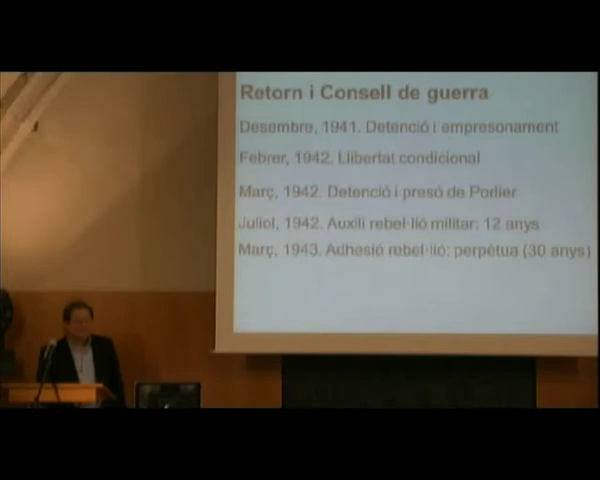 Retorn i Consell de guerra
Desembre, 1941. Detenció i empresonament
Febrer, 1942. Llibertat condicional
Març, 1942. Detenció i presó de Porlier
Juliol, 1942. Auxili rebel·lió militar: 12 anys
Març, 1943. Adhesió rebel·lió: perpètua (30 anys)